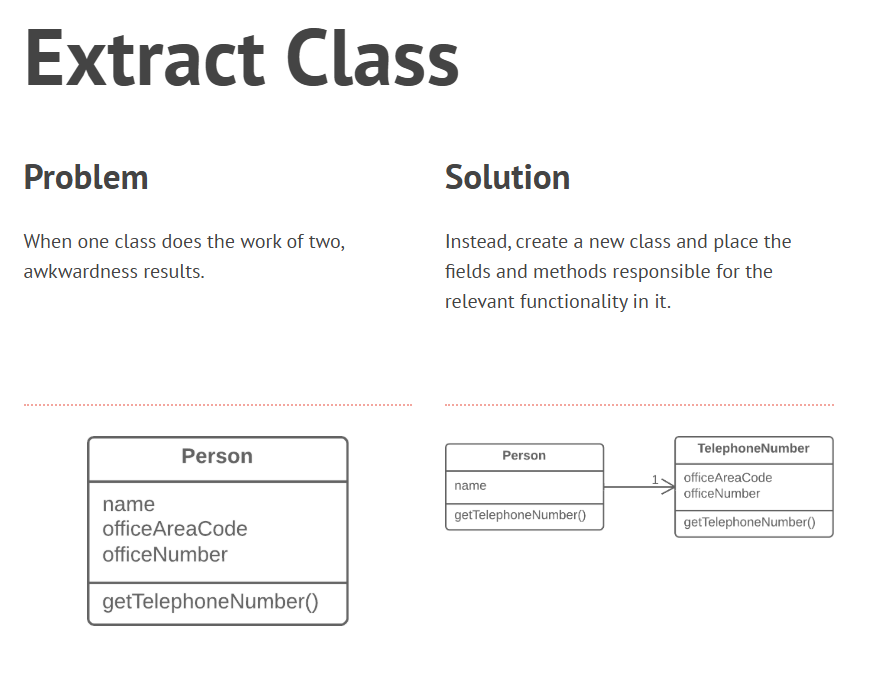 Extract Class
Problem
When one class does the work of two,
awkwardness results.
Solution
Instead, create a new class and place the
fields and methods responsible for the
relevant functionality in it.
Person
name
officeAreaCode
officeNumber
getTelephoneNumber()
Person
name
getTelephoneNumber()
1
TelephoneNumber
officeAreaCode
officeNumber
getTelephoneNumber()